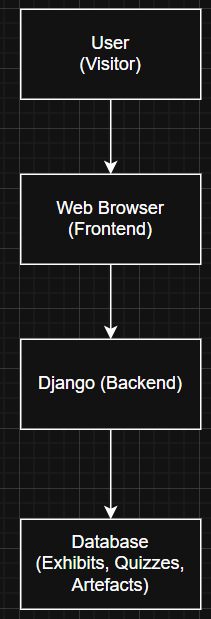 User
(Visitor)
Web Browser
(Frontend)
Django (Backend)
Database
(Exhibits, Quizzes,
Artefacts)